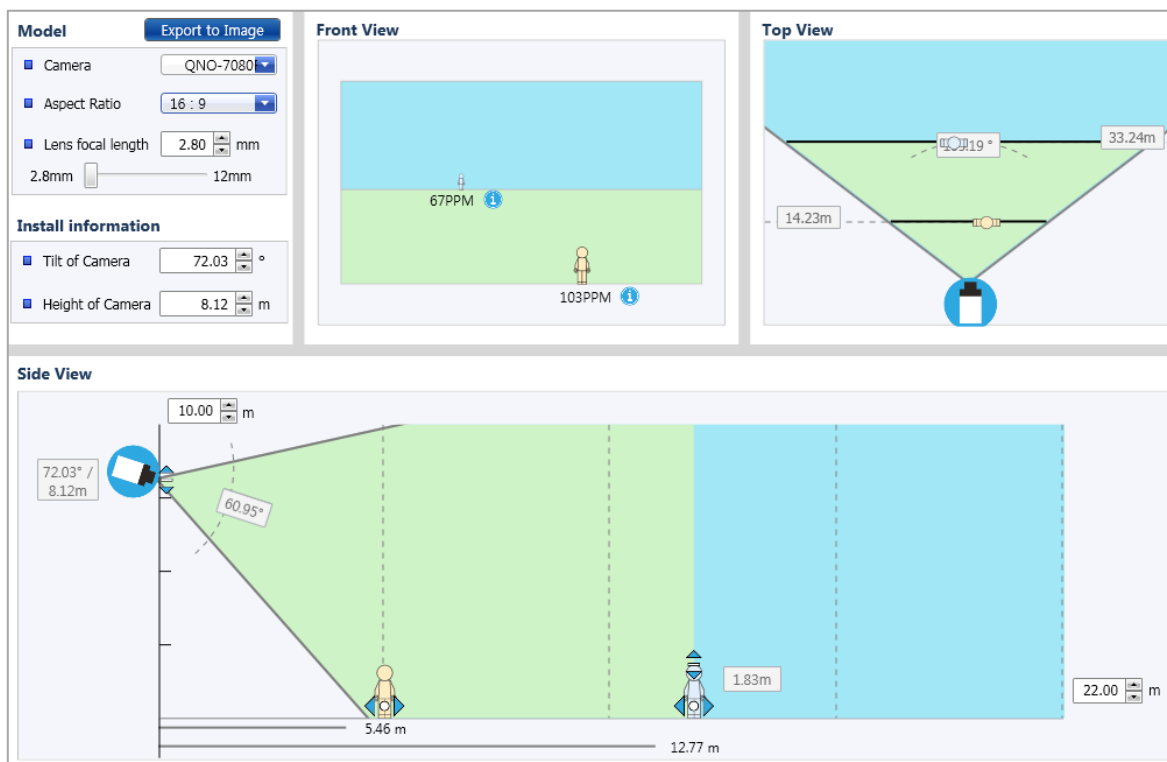 Model
Export to Image
Camera
QNO-7080
Aspect Ratio
16 : 9
Lens focal length
2.80
mm
2.8mm
12mm
Install information
Tilt of Camera
72.03
°
Height of Camera
8.12
m
Front View
67PPM
i
103PPM
i
Top View
19 °
33.24m
14.23m
Side View
10.00
m
72.03° /
8.12m
60.95°
1.83m
22.00
m
5.46 m
12.77 m